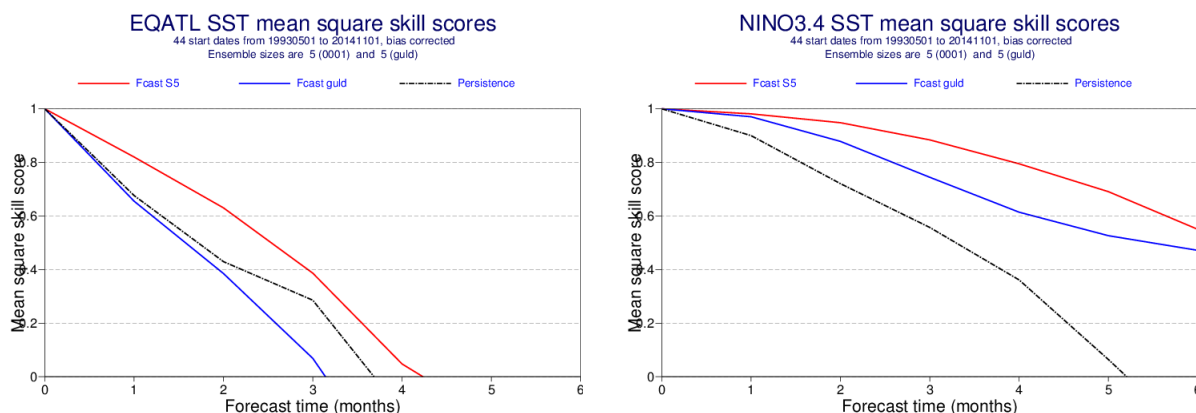 EQATL SST mean square skill scores
44 start dates from 19930501 to 20141101, bias corrected
Ensemble sizes are 5 (0001) and 5 (guld)
Fcast S5 Fcast guld Persistence
Mean square skill score
1
0.8
0.6
0.4
0.2
0
0 1 2 3 4 5 6
Forecast time (months)
NINO3.4 SST mean square skill scores
44 start dates from 19930501 to 20141101, bias corrected
Ensemble sizes are 5 (0001) and 5 (guld)
Fcast S5 Fcast guld Persistence
Mean square skill score
1
0.8
0.6
0.4
0.2
0
0 1 2 3 4 5 6
Forecast time (months)